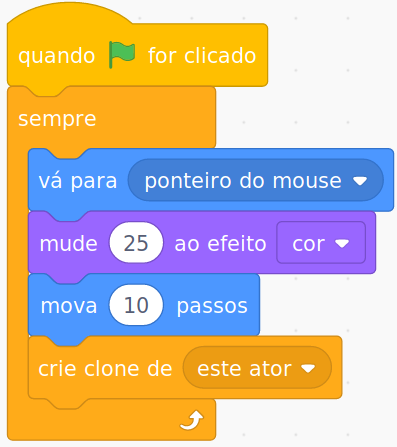 quando for clicado
sempre
vá para ponteiro do mouse
mude 25 ao efeito cor
mova 10 passos
crie clone de este ator